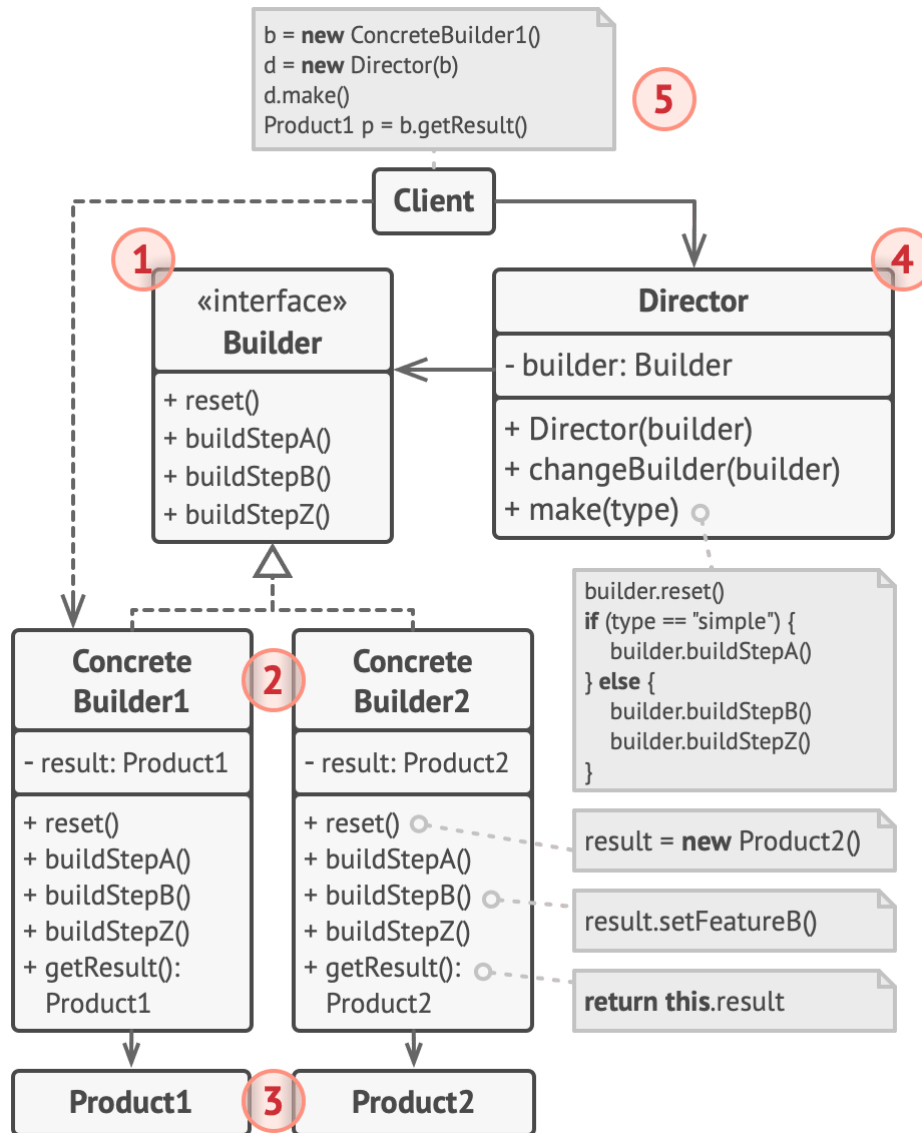 b = new ConcreteBuilder1()
d = new Director(b)
d.make()
Product1 p = b.getResult()
5
Client
1
«interface»
Builder
+ reset()
+ buildStepA()
+ buildStepB()
+ buildStepZ()
4
Director
- builder: Builder
+ Director(builder)
+ changeBuilder(builder)
+ make(type)
builder.reset()
if (type == "simple") {
builder.buildStepA()
} else {
builder.buildStepB()
builder.buildStepZ()
}
Concrete
Builder1
- result: Product1
+ reset()
+ buildStepA()
+ buildStepB()
+ buildStepZ()
+ getResult():
Product1
2
Concrete
Builder2
- result: Product2
+ reset()
+ buildStepA()
+ buildStepB()
+ buildStepZ()
+ getResult():
Product2
result = new Product2()
result.setFeatureB()
return this.result
Product1
3
Product2